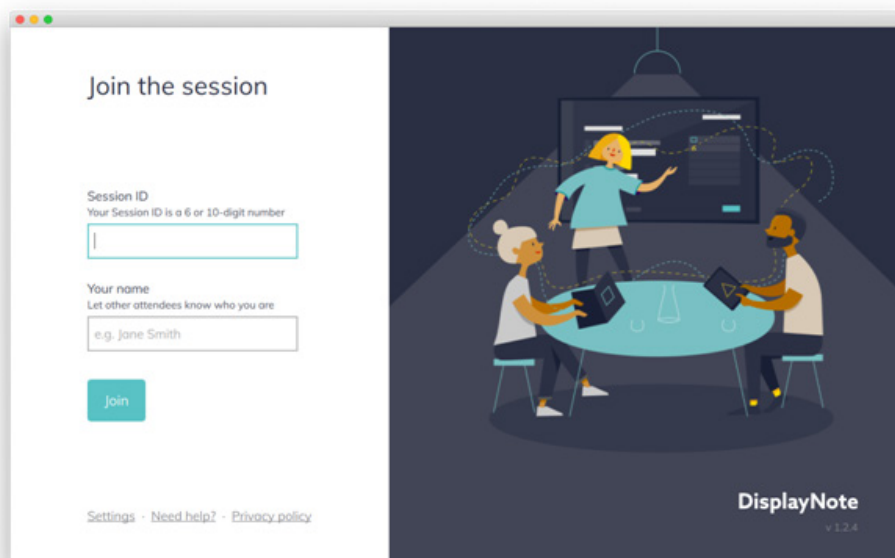 Join the session
Session ID
Your Session ID is a 6 or 10-digit number
Your name
Let other attendees know who you are
e.g. Jane Smith
Join
Settings · Need help? · Privacy policy
DisplayNote
v 1.2.4